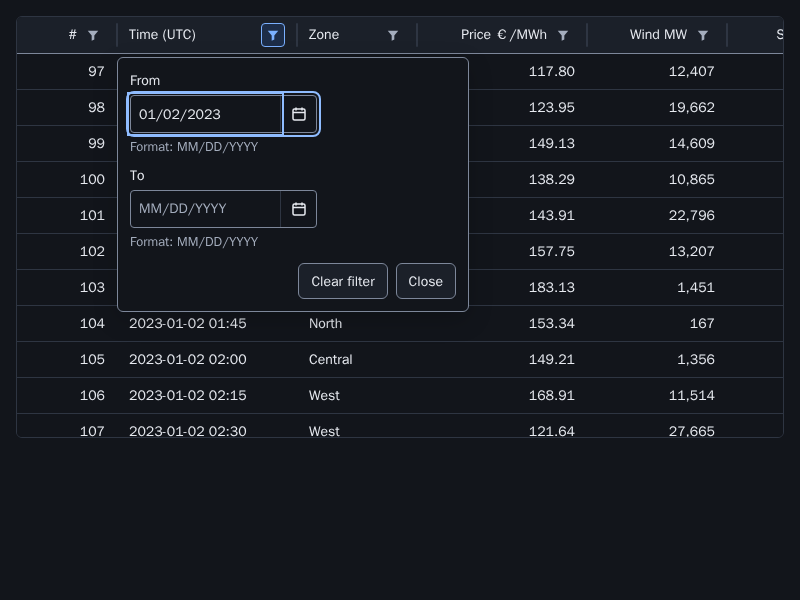 # Time (UTC) Zone Price €/MWh Wind MW S
97 117.80 12,407
98 123.95 19,662
99 149.13 14,609
100 138.29 10,865
101 143.91 22,796
102 157.75 13,207
103 183.13 1,451
From
01/02/2023
Format: MM/DD/YYYY
To
MM/DD/YYYY
Format: MM/DD/YYYY
Clear filter Close
104 2023-01-02 01:45 North 153.34 167
105 2023-01-02 02:00 Central 149.21 1,356
106 2023-01-02 02:15 West 168.91 11,514
107 2023-01-02 02:30 West 121.64 27,665